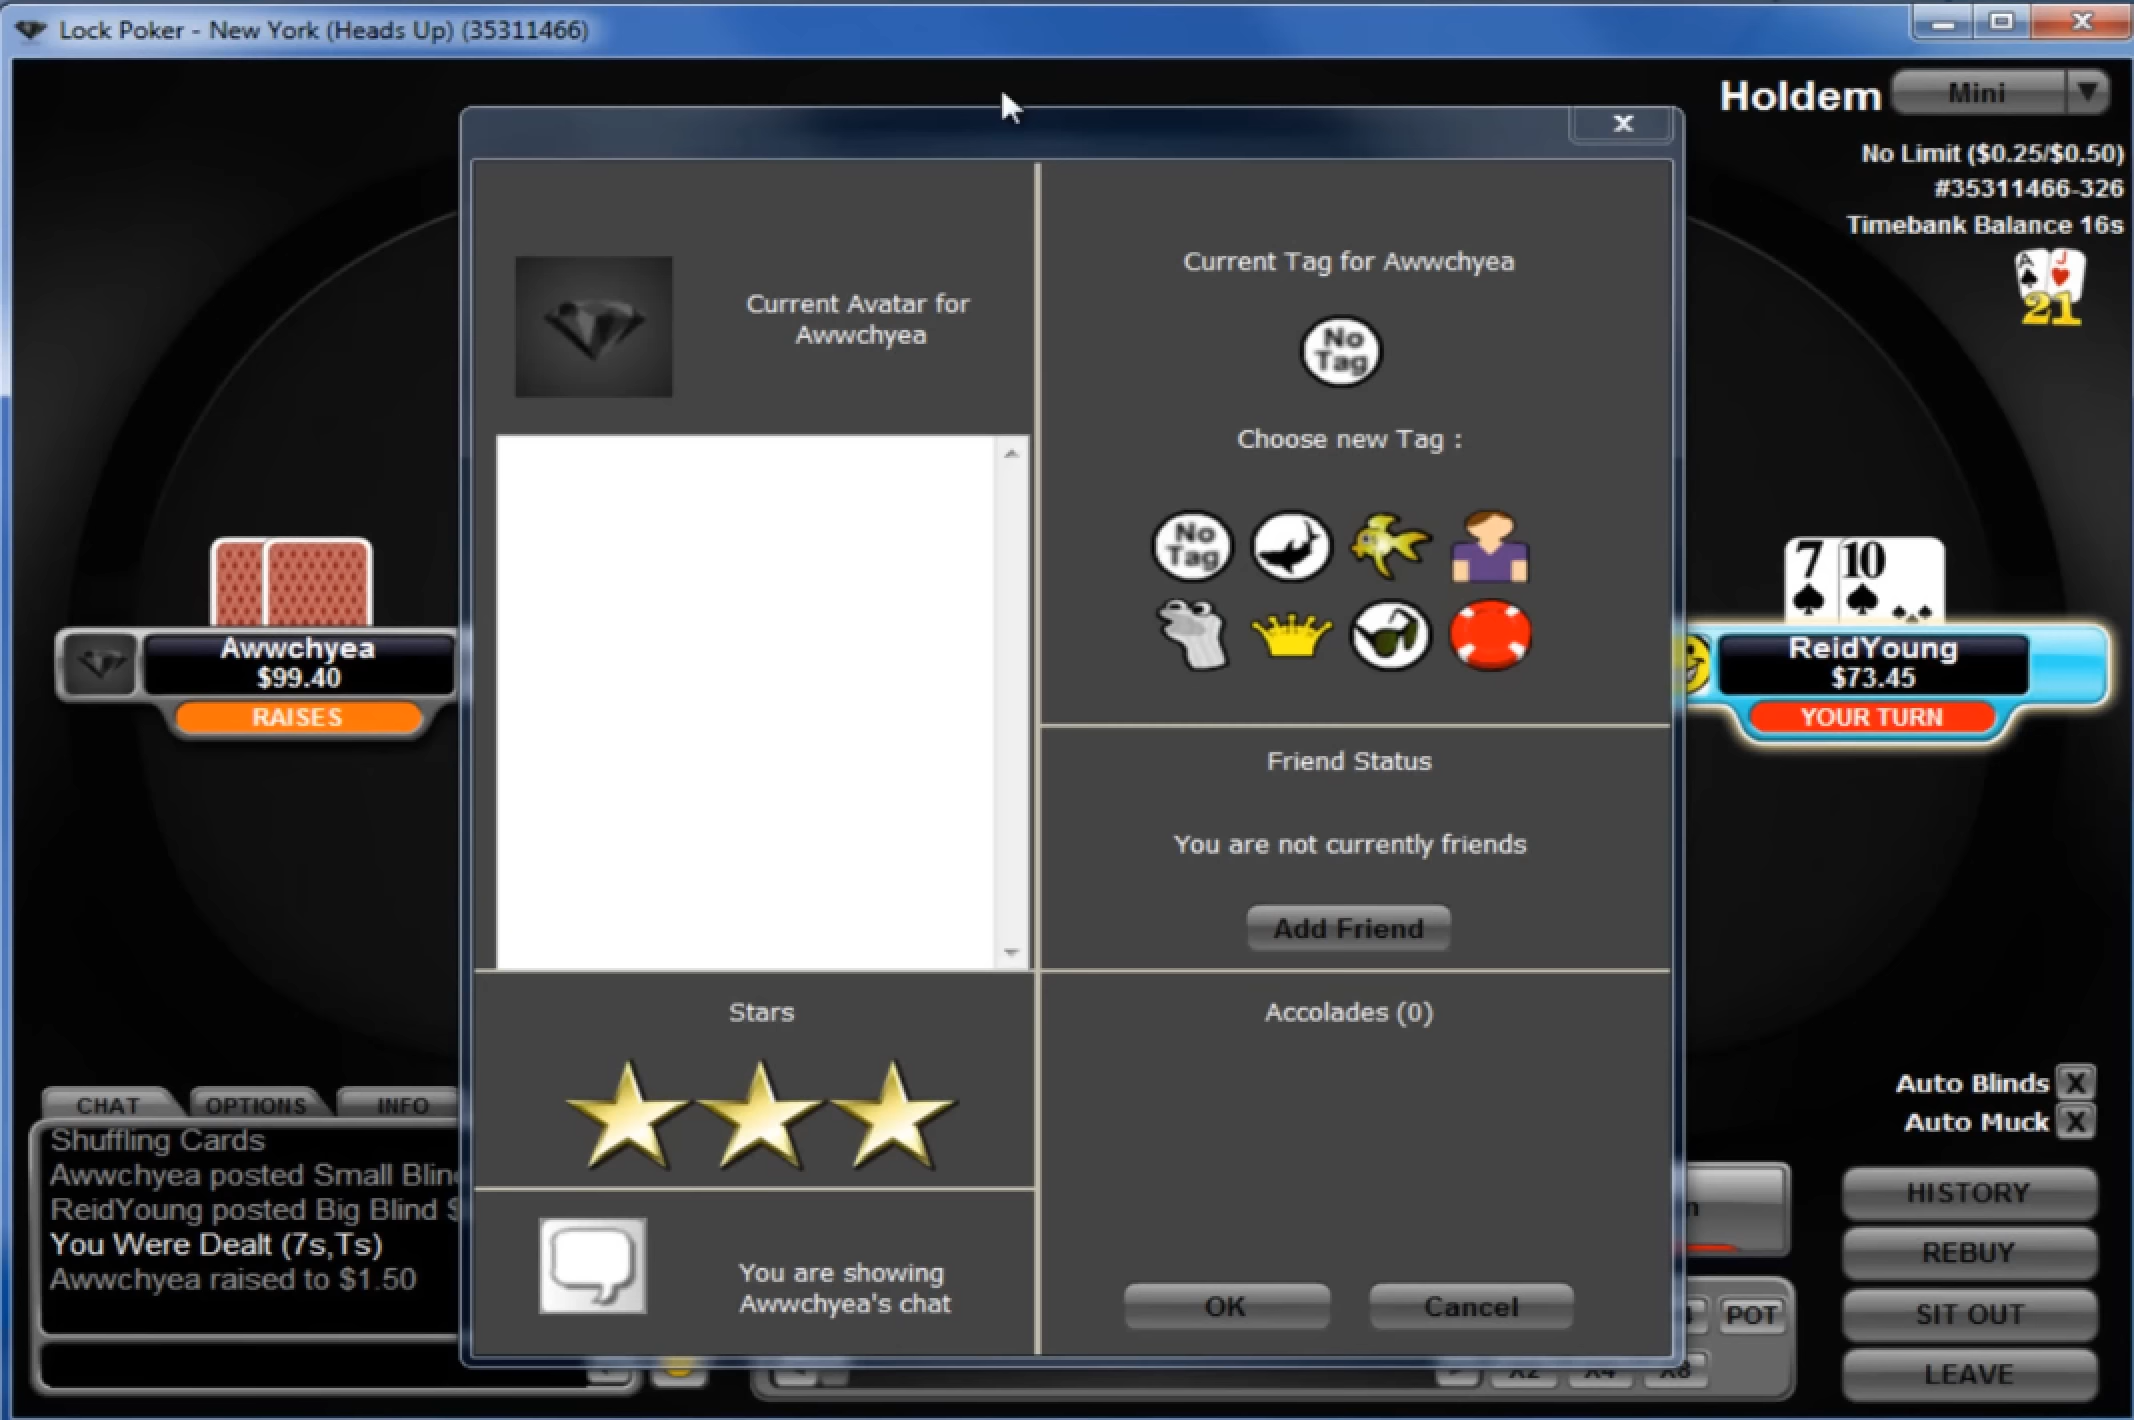 Lock Poker - New York (Heads Up) (35311466)
Holdem
Mini
No Limit ($0.25/$0.50)
#35311466-326
Timebank Balance 16s
A J
21
Current Avatar for
Awwchyea
Current Tag for Awwchyea
No
Tag
Choose new Tag :
No
Tag
Friend Status
You are not currently friends
Add Friend
Stars
Accolades (0)
You are showing
Awwchyea's chat
OK
Cancel
Awwchyea
$99.40
RAISES
7 10
ReidYoung
$73.45
YOUR TURN
CHAT
OPTIONS
INFO
Shuffling Cards
Awwchyea posted Small Blin
ReidYoung posted Big Blind $
You Were Dealt (7s,Ts)
Awwchyea raised to $1.50
Auto Blinds X
Auto Muck X
HISTORY
REBUY
SIT OUT
LEAVE
POT
X2
X4
X8